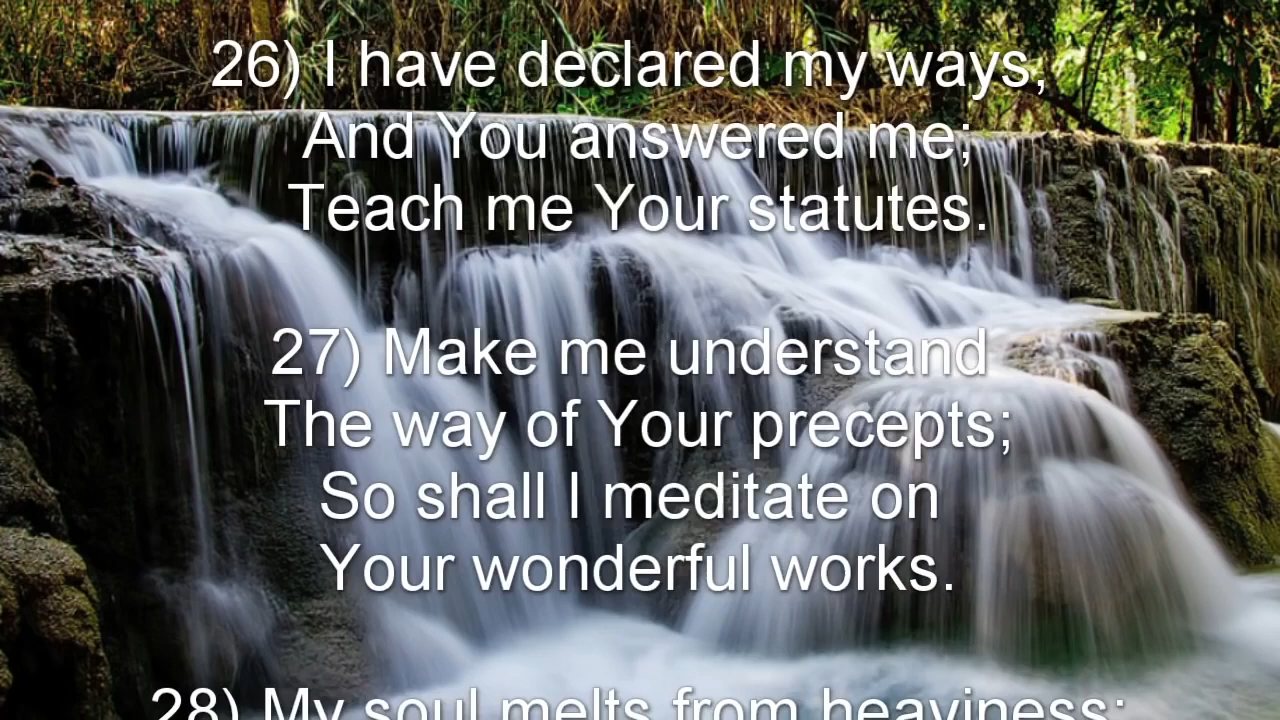 26) I have declared my ways,
And You answered me;
Teach me Your statutes.
27) Make me understand
The way of Your precepts;
So shall I meditate on
Your wonderful works.
28) My soul melts from heaviness;